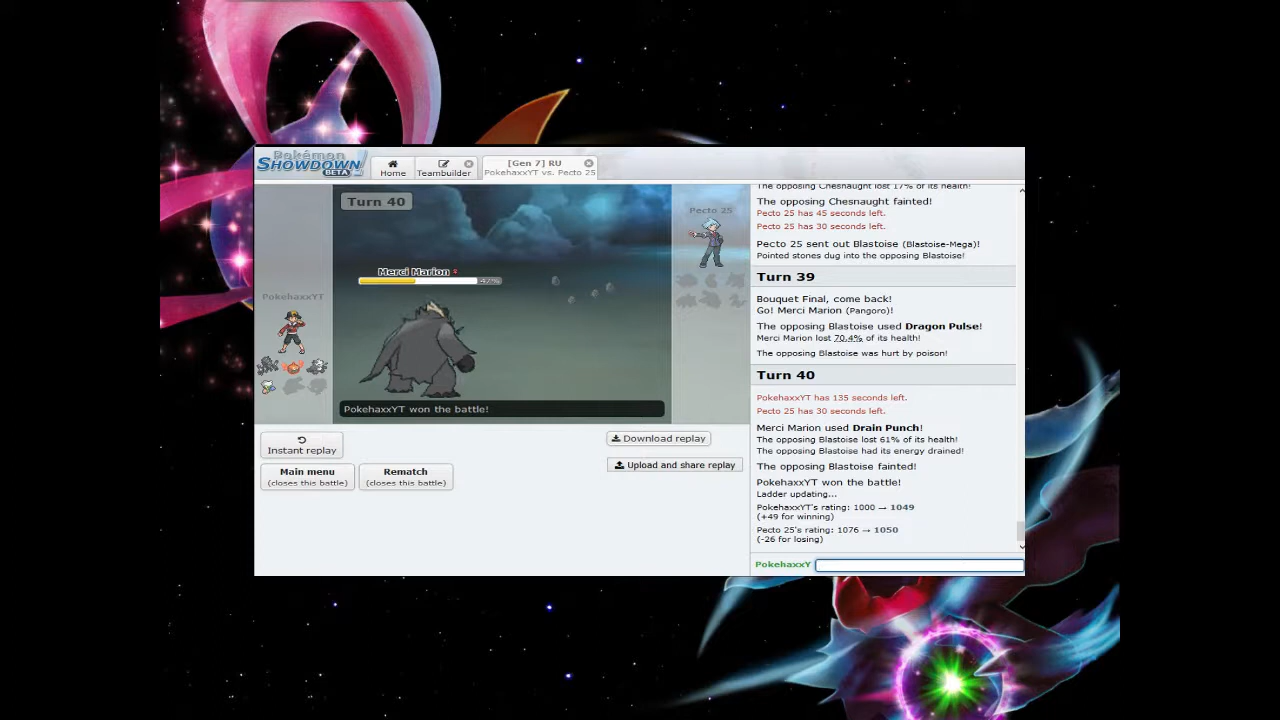 Pokémon
SHOWDOWN
BETA
Home
Teambuilder
[Gen 7] RU
PokehaxxYT vs. Pecto 25
Turn 40
Pecto 25
Merci Marion
47%
PokehaxxYT
PokehaxxYT won the battle!
Instant replay
Download replay
Upload and share replay
Main menu
(closes this battle)
Rematch
(closes this battle)
The opposing Chesnaught lost 17% of its health!
The opposing Chesnaught fainted!
Pecto 25 has 45 seconds left.
Pecto 25 has 30 seconds left.
Pecto 25 sent out Blastoise (Blastoise-Mega)!
Pointed stones dug into the opposing Blastoise!
Turn 39
Bouquet Final, come back!
Go! Merci Marion (Pangoro)!
The opposing Blastoise used Dragon Pulse!
Merci Marion lost 70.4% of its health!
The opposing Blastoise was hurt by poison!
Turn 40
PokehaxxYT has 135 seconds left.
Pecto 25 has 30 seconds left.
Merci Marion used Drain Punch!
The opposing Blastoise lost 61% of its health!
The opposing Blastoise had its energy drained!
The opposing Blastoise fainted!
PokehaxxYT won the battle!
Ladder updating...
PokehaxxYT's rating: 1000 → 1049
(+49 for winning)
Pecto 25's rating: 1076 → 1050
(-26 for losing)
PokehaxxY